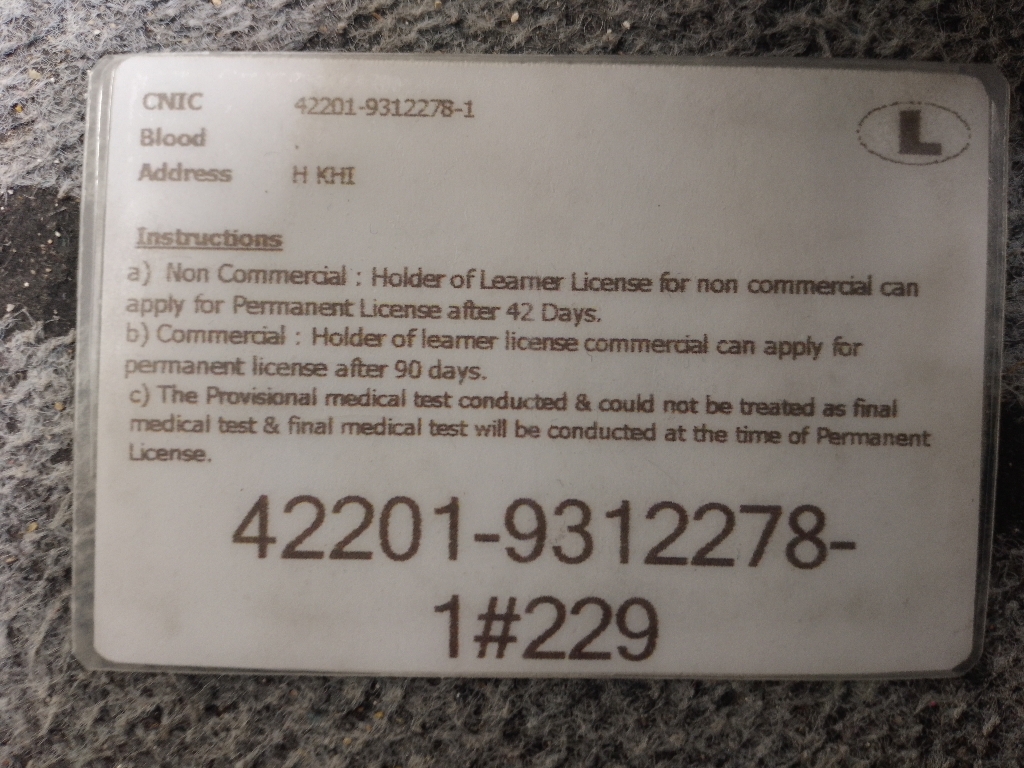 CNIC 42201-9312278-1
L
Blood
Address H KHI
Instructions
a) Non Commercial : Holder of Learner License for non commercial can
apply for Permanent License after 42 Days.
b) Commercial : Holder of learner license commercial can apply for
permanent license after 90 days.
c) The Provisional medical test conducted & could not be treated as final
medical test & final medical test will be conducted at the time of Permanent
License.
42201-9312278-
1#229